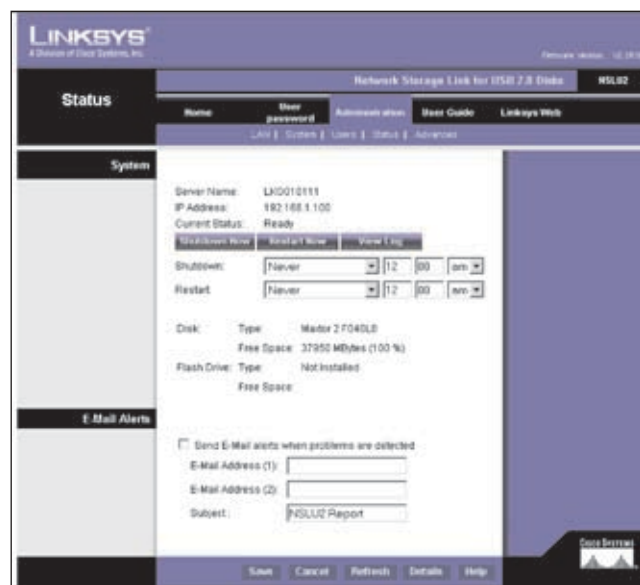 LINKSYS®
A Division of Cisco Systems, Inc.
Network Storage Link for USB 2.0 Disks NSLU2
Status
Home User password Administration User Guide Linksys Web
LAN | System | Users | Status | Advanced
System
Server Name: LKG010111
IP Address: 192.168.1.100
Current Status: Ready
Shutdown Now Restart Now View Log
Shutdown: Never 12 00 am
Restart Never 12 00 am
Disk: Type: Maxtor 2 F040L0
Free Space: 37950 MBytes (100 %)
Flash Drive: Type: Not Installed
Free Space:
E-Mail Alerts
Send E-Mail alerts when problems are detected
E-Mail Address (1):
E-Mail Address (2):
Subject: NSLU2 Report
Save Cancel Refresh Details Help
Cisco Systems